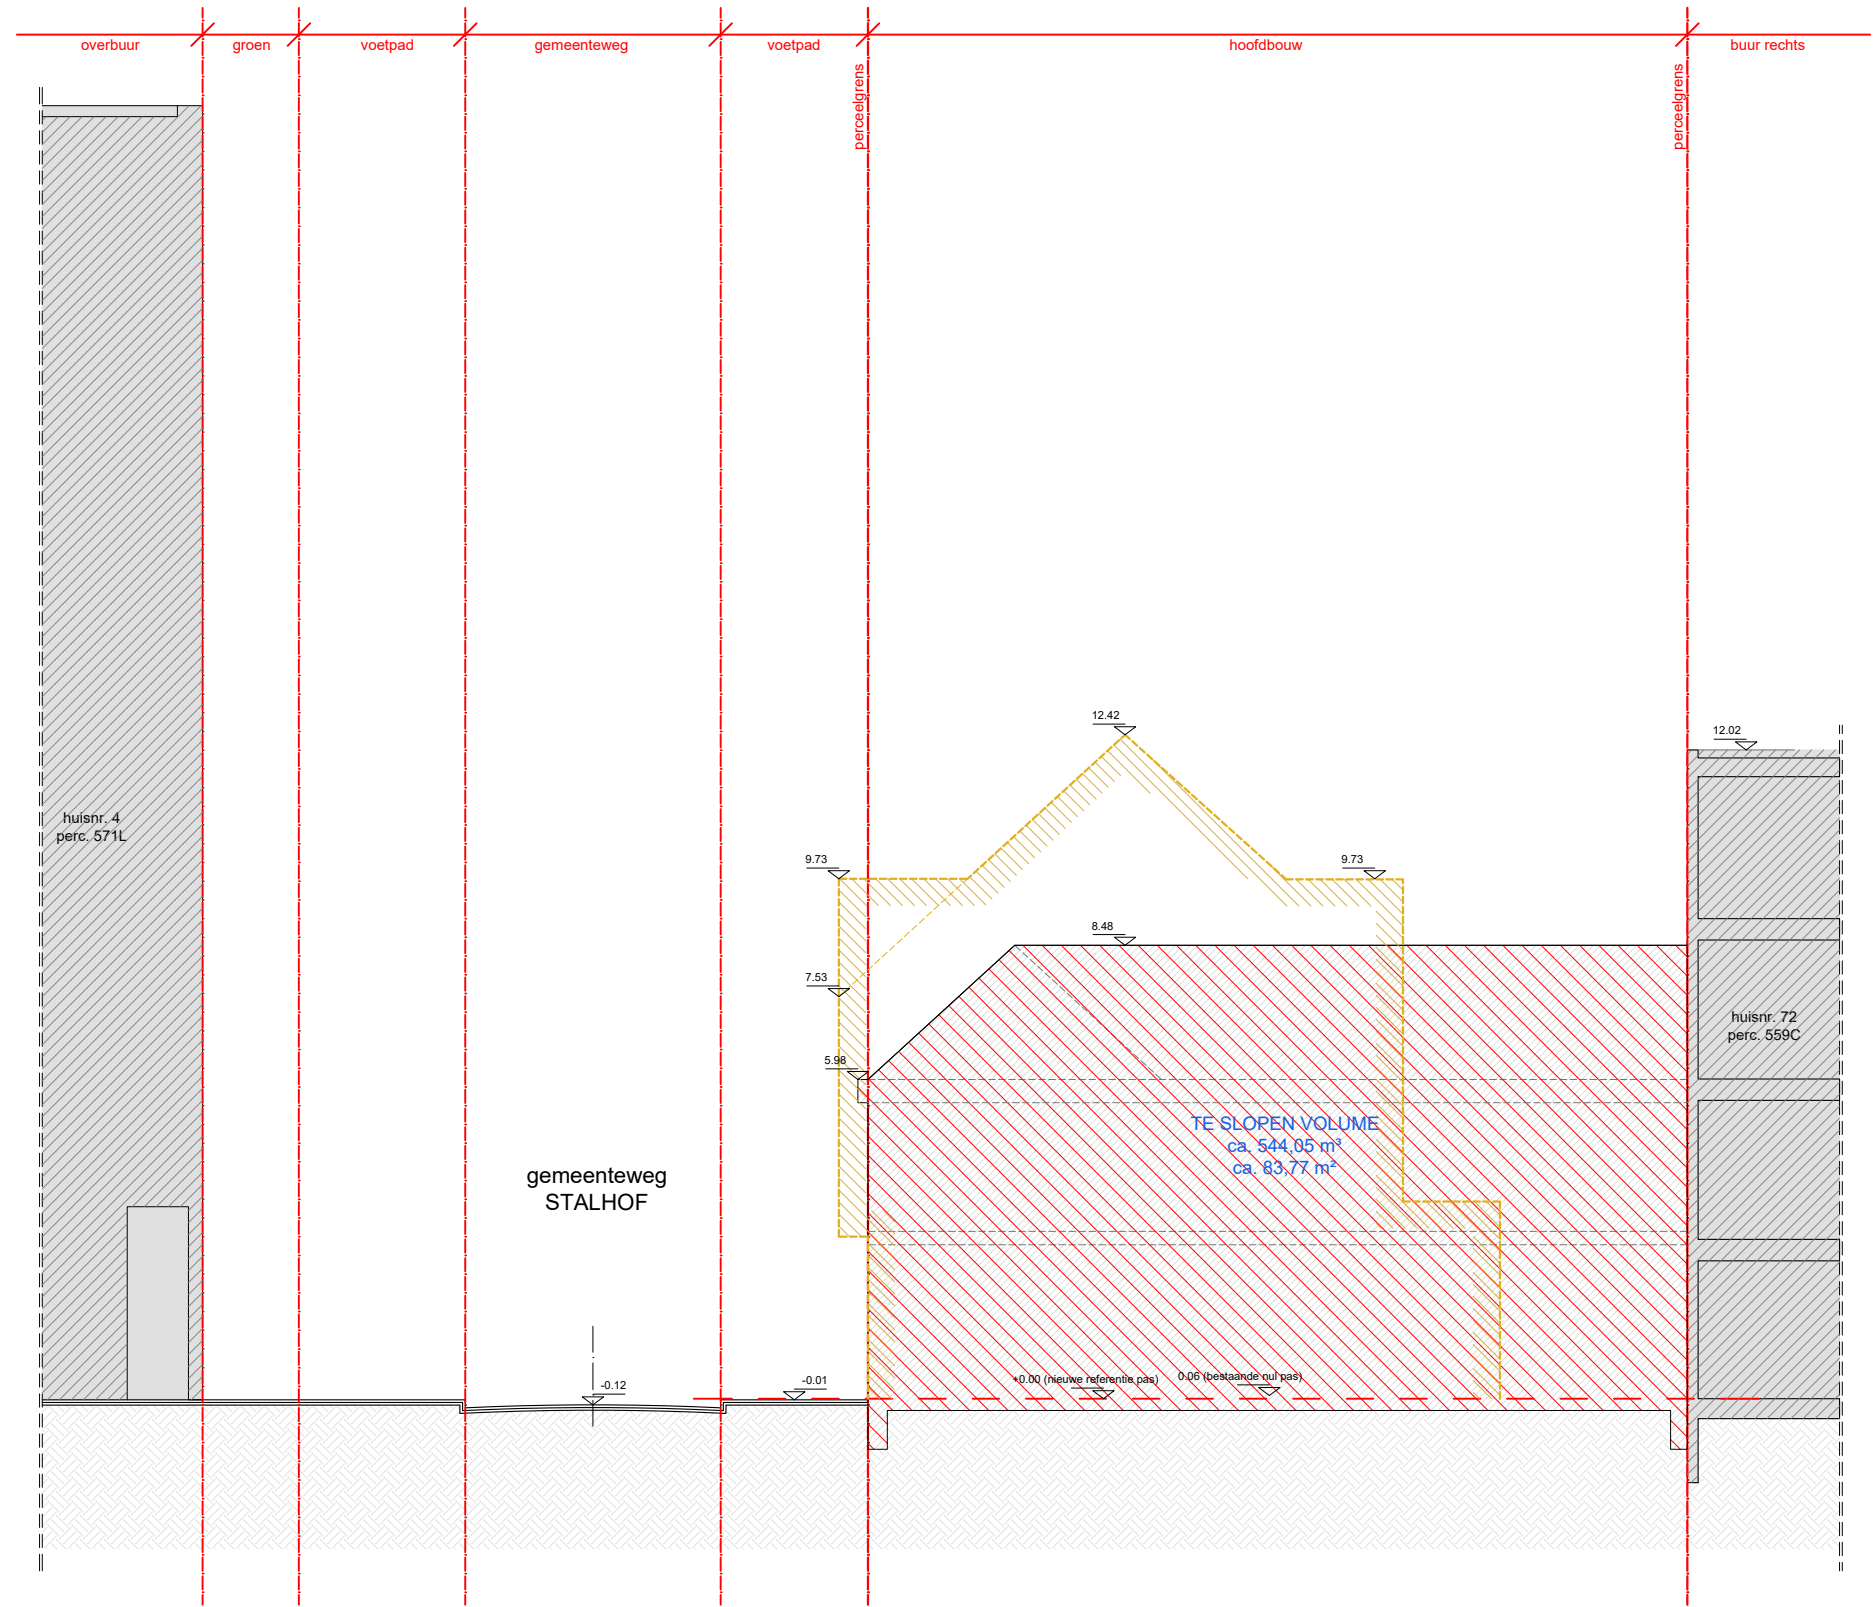 overbuur
groen
voetpad
gemeenteweg
voetpad
hoofdbouw
buur rechts
perceelgrens
perceelgrens
12.42
12.02
huisnr. 4
perc. 571L
9.73
9.73
8.48
7.53
huisnr. 72
perc. 559C
5.98
TE SLOPEN VOLUME
ca. 544,05 m³
ca. 83,77 m²
gemeenteweg
STALHOF
-0.12
-0.01
+0.00 (nieuwe referentie pas)
0.06 (bestaande nul pas)